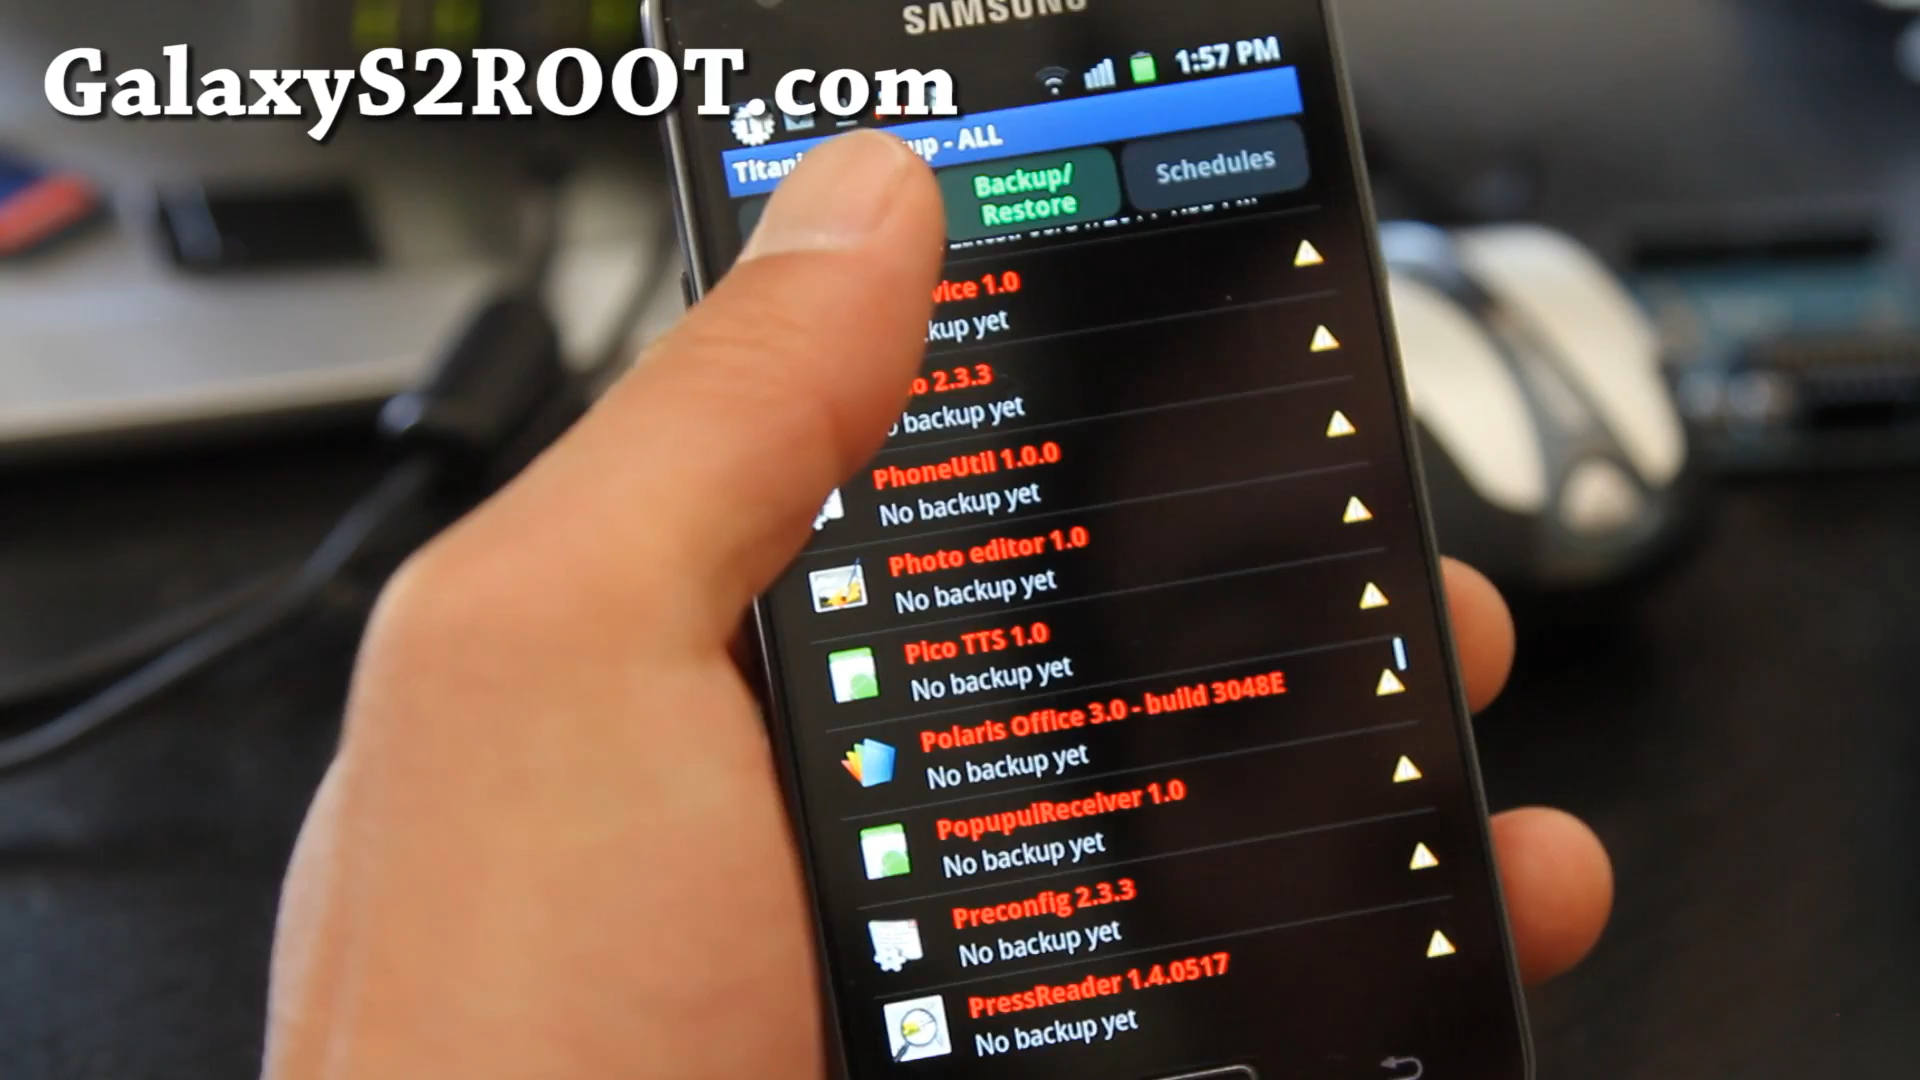 SAMSUNG
GalaxyS2ROOT.com
1:57 PM
up - ALL
Backup/
Restore
Schedules
1.0
yet
2.3.3
backup yet
PhoneUtil 1.0.0
No backup yet
Photo editor 1.0
No backup yet
Pico TTS 1.0
No backup yet
Polaris Office 3.0 - build 3048E
No backup yet
PopupuiReceiver 1.0
No backup yet
Preconfig 2.3.3
No backup yet
PressReader 1.4.0517
No backup yet